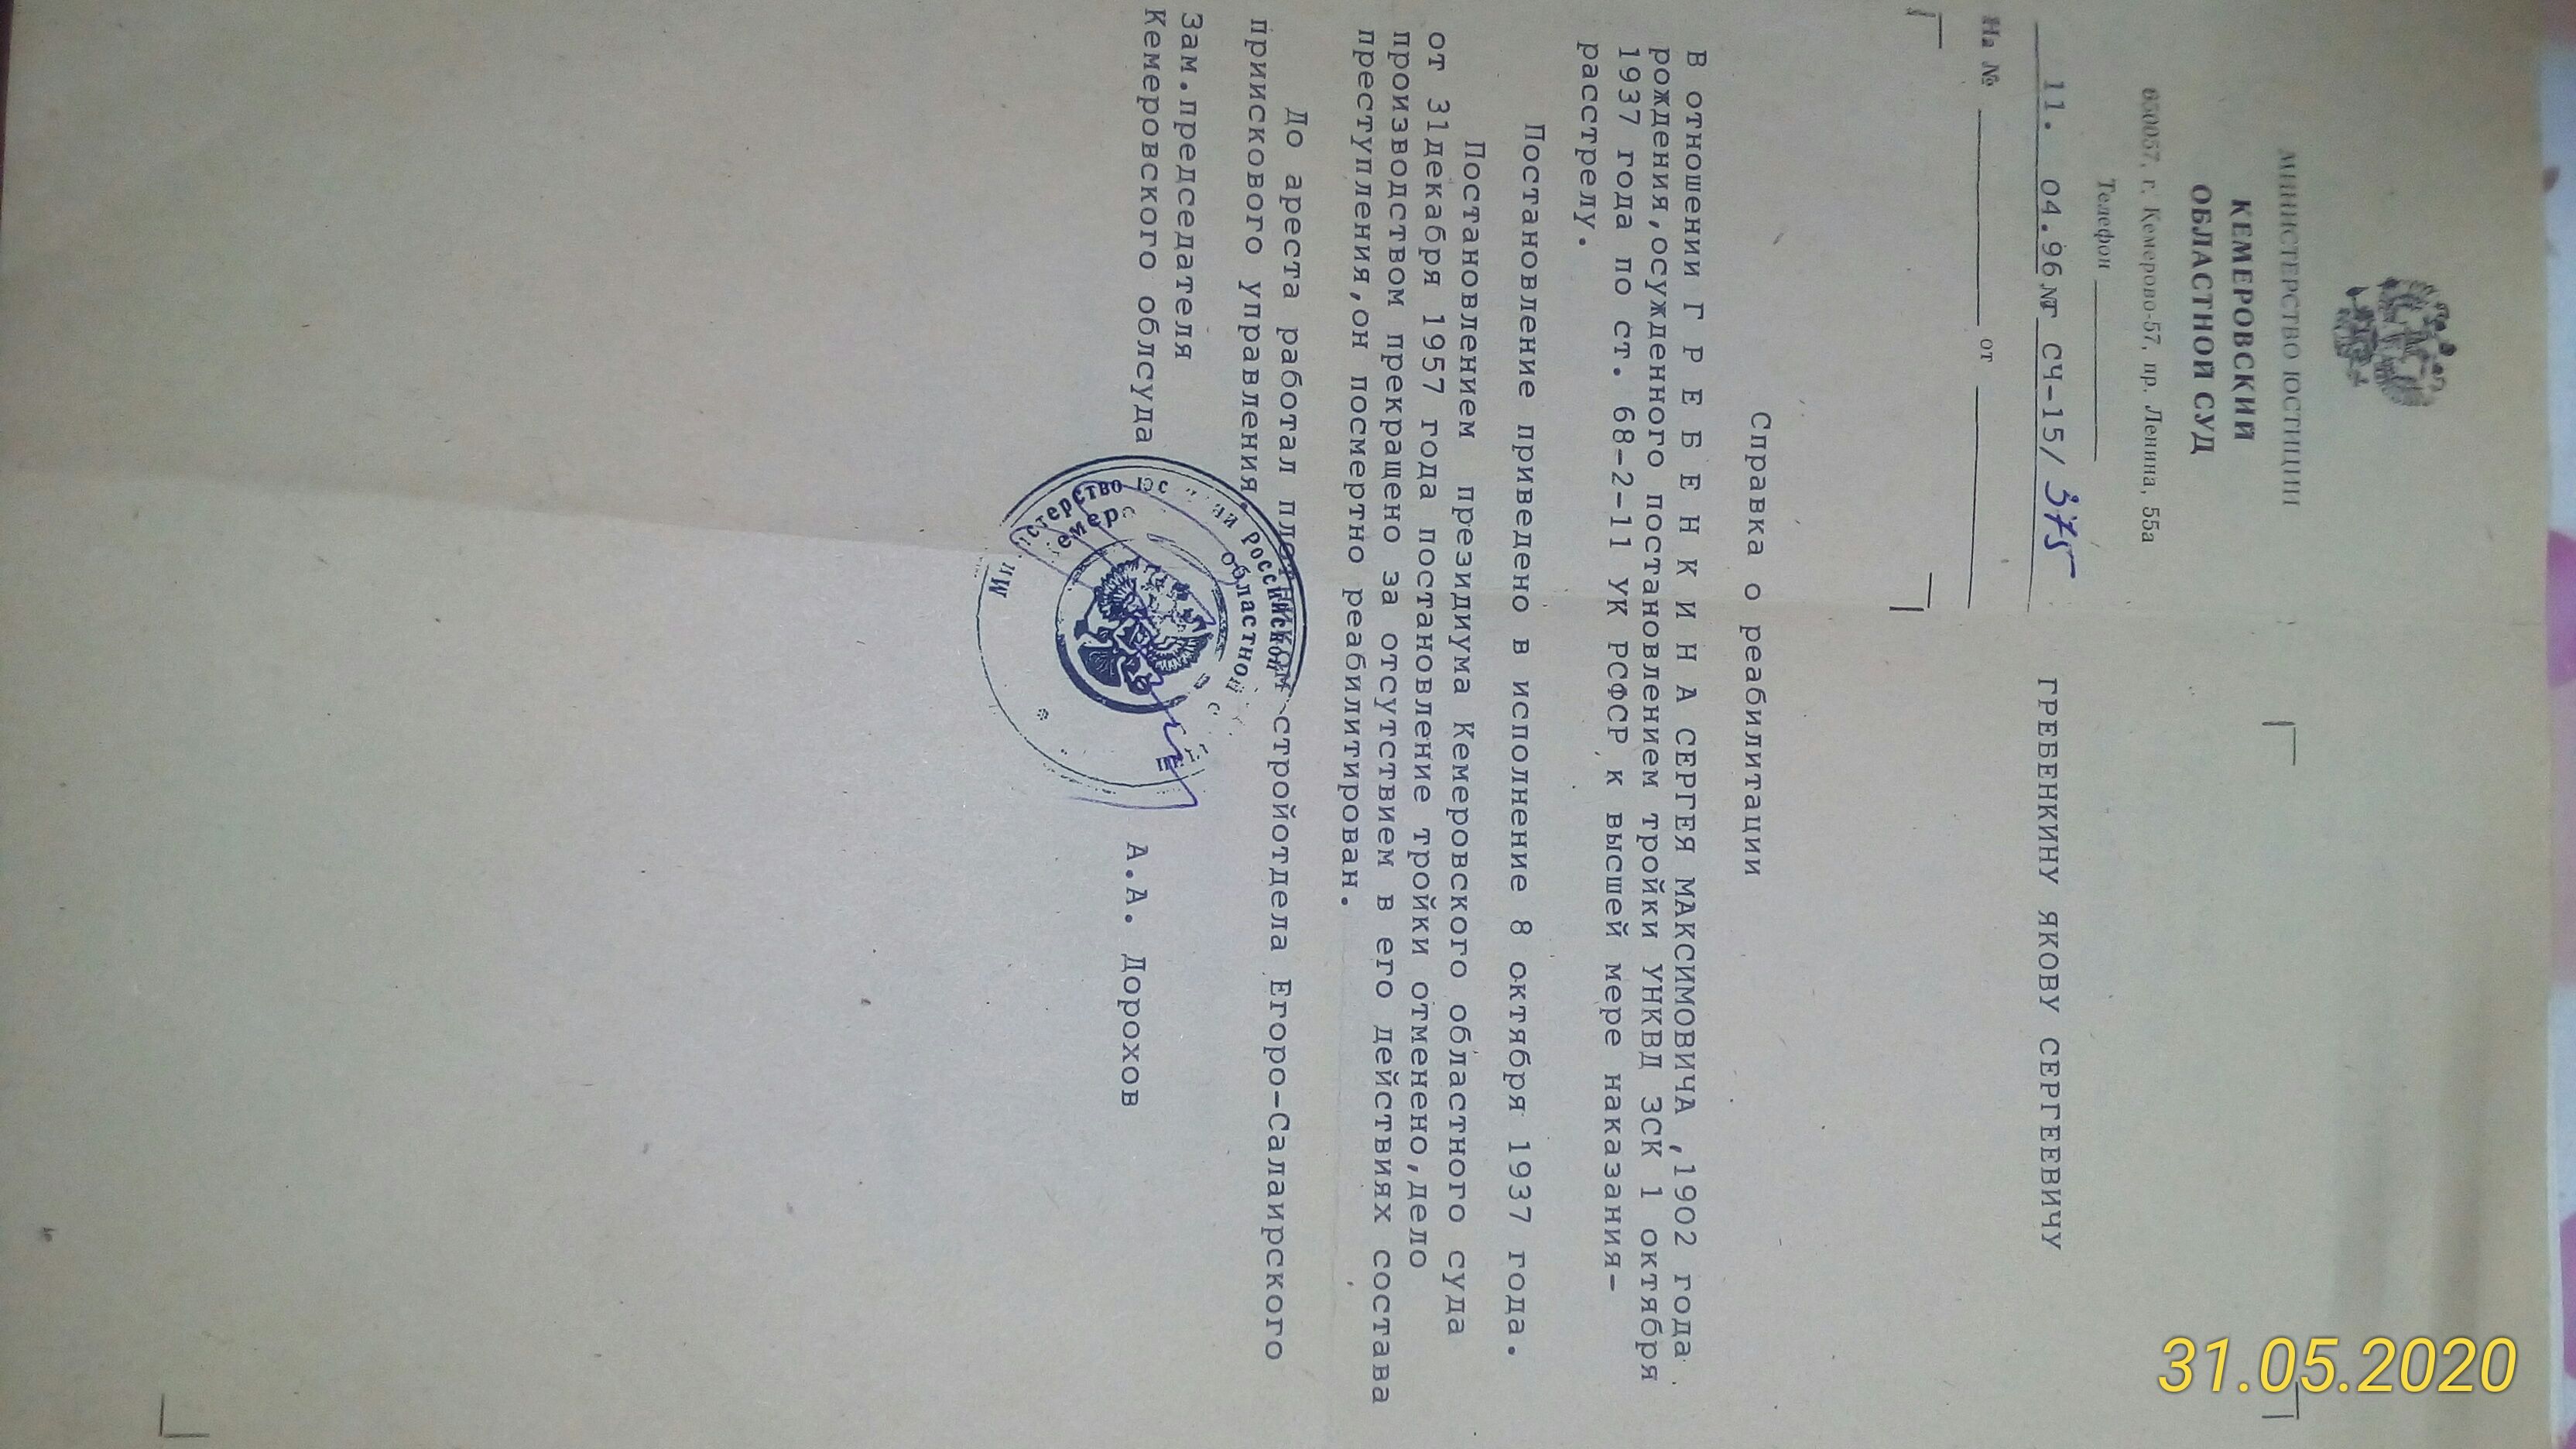 МИНИСТЕРСТВО ЮСТИЦИИ
КЕМЕРОВСКИЙ
ОБЛАСТНОЙ СУД
650057, г. Кемерово-57, пр. Ленина, 55а
Телефон
11. 04.96 № СЧ-15/375
На № от
ГРЕБЕНКИНУ ЯКОВУ СЕРГЕЕВИЧУ
Справка о реабилитации
В отношении Г Р Е Б Е Н К И Н А СЕРГЕЯ МАКСИМОВИЧА ,1902 года
рождения,осужденного постановлением тройки УНКВД ЗСК 1 октября
1937 года по ст. 68-2-11 УК РСФСР к высшей мере наказания-
расстрелу.
Постановление приведено в исполнение 8 октября 1937 года.
Постановлением президиума Кемеровского областного суда
от 31декабря 1957 года постановление тройки отменено,дело
производством прекращено за отсутствием в его действиях состава
преступления,он посмертно реабилитирован.
До ареста работал плотником стройотдела Егоро-Салаирского
приискового управления.
Зам.председателя
Кемеровского облсуда А.А. Дорохов
31.05.2020